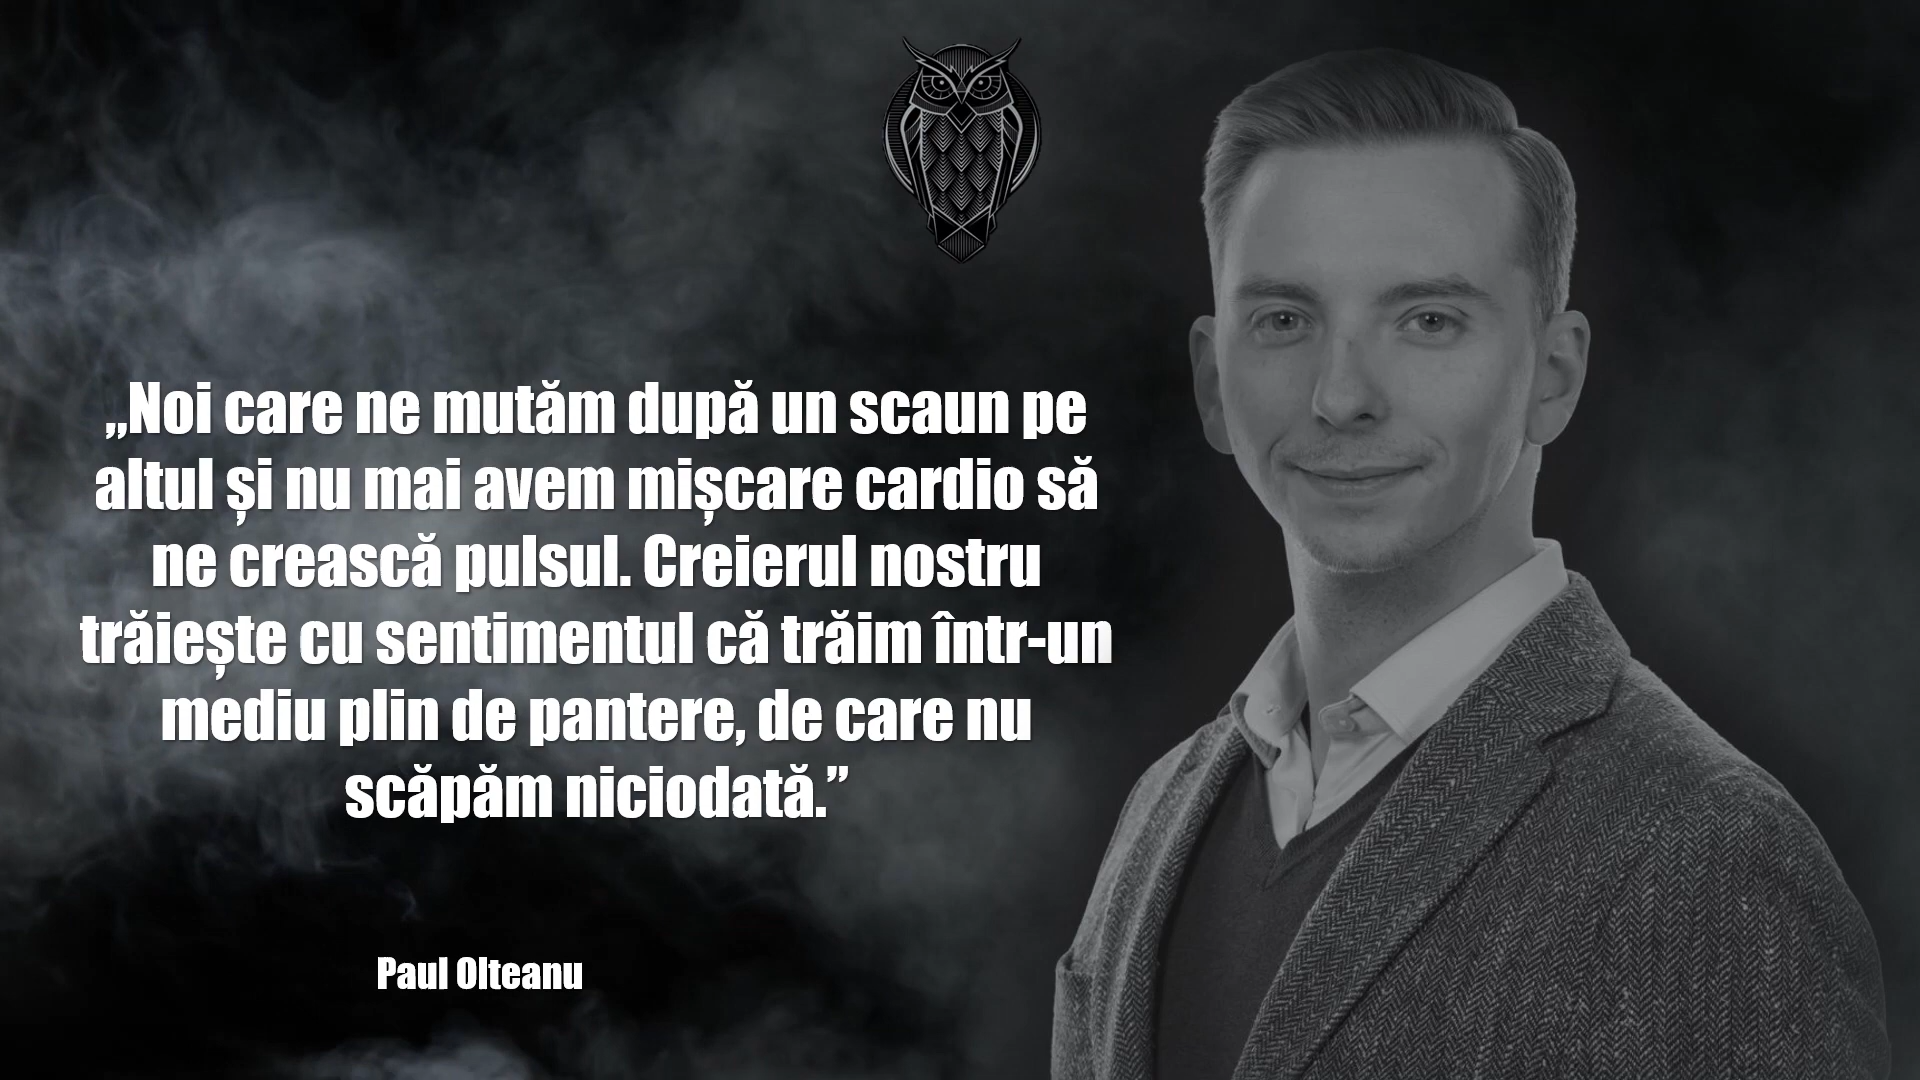 „Noi care ne mutăm după un scaun pe
altul și nu mai avem mișcare cardio să
ne crească pulsul. Creierul nostru
trăiește cu sentimentul că trăim într-un
mediu plin de pantere, de care nu
scăpăm niciodată.”
Paul Olteanu